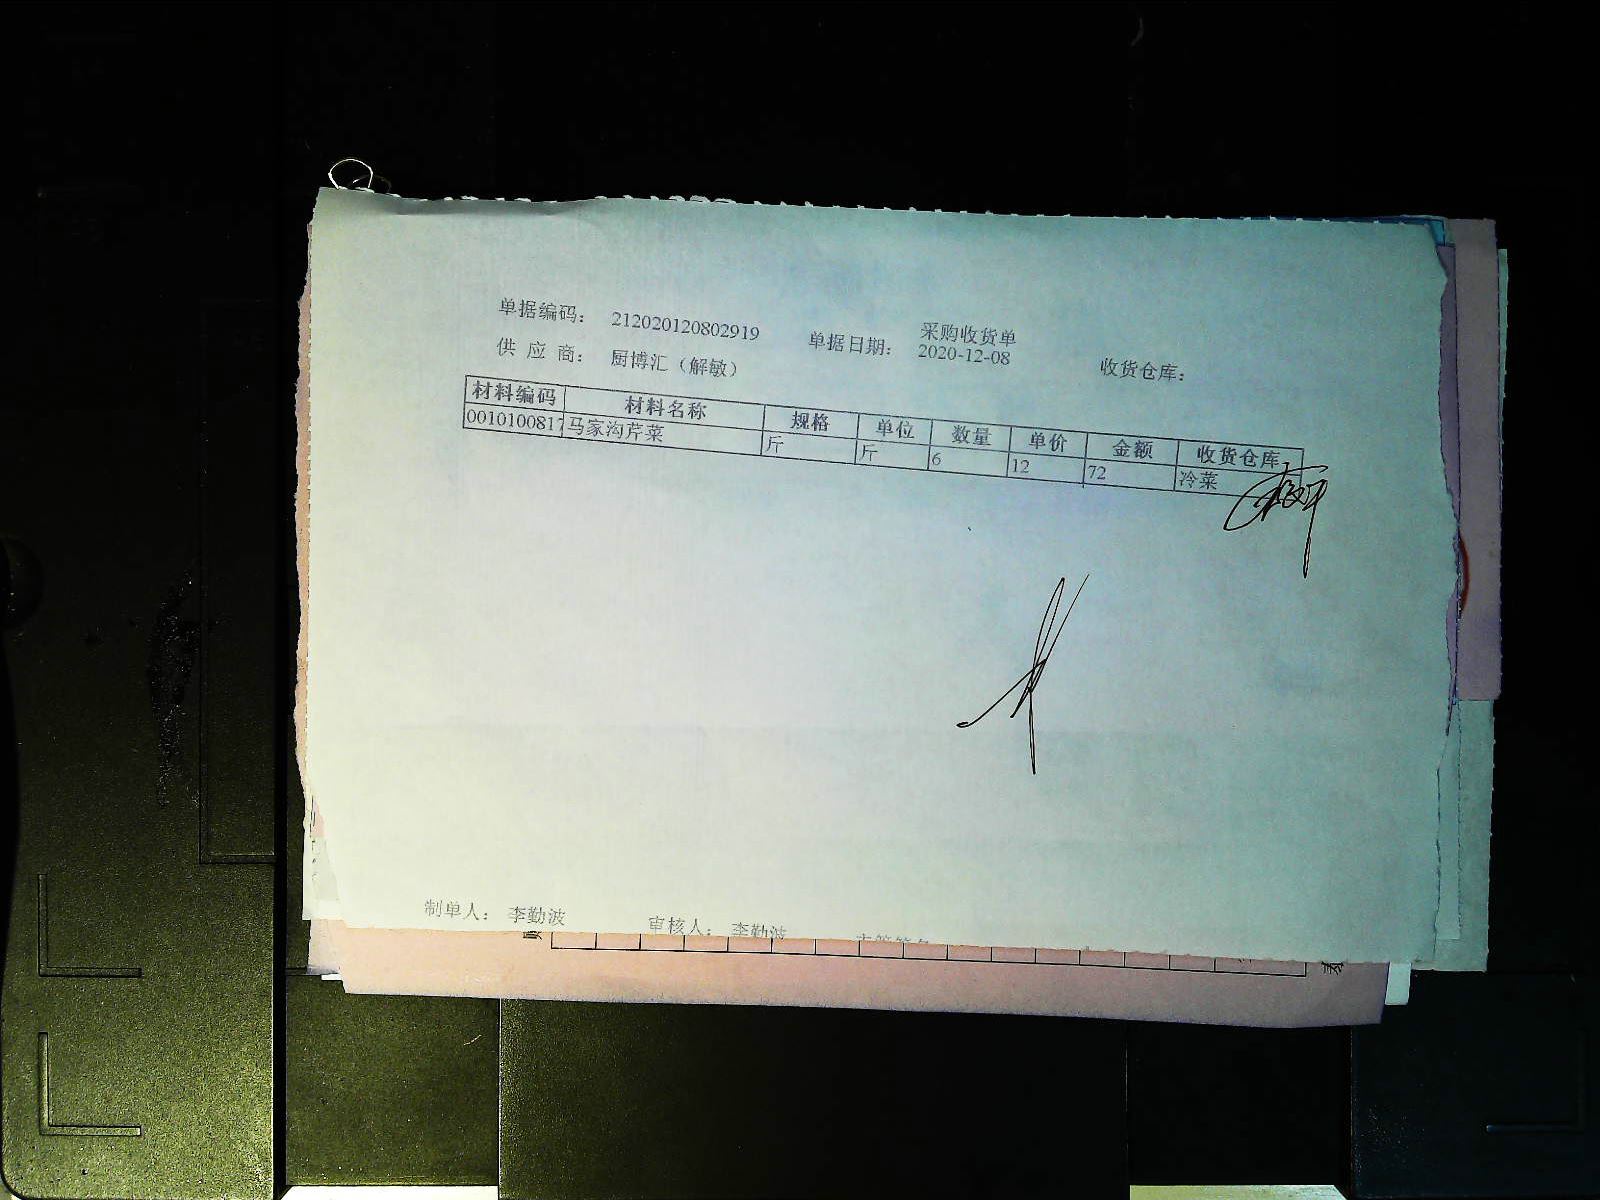 采购收货单
单据编码: 212020120802919 单据日期: 2020-12-08 收货仓库:
供 应 商: 厨博汇（解敏）
材料编码 材料名称 规格 单位 数量 单价 金额 收货仓库
0010100817 马家沟芹菜 斤 斤 6 12 72 冷菜
制单人: 李勤波 审核人: 李勤波